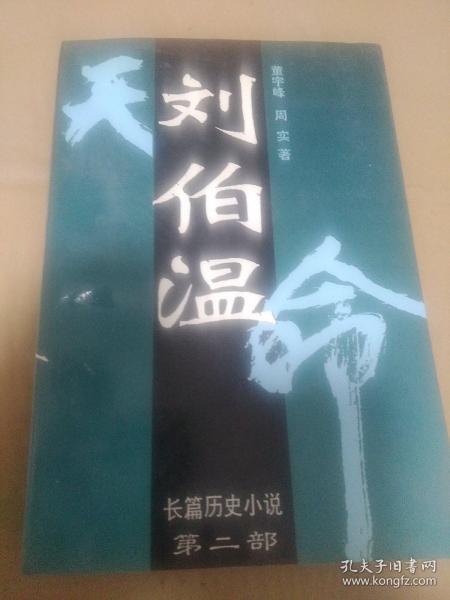 天命
刘伯温
董宇峰 周实 著
长篇历史小说
第二部
孔夫子旧书网
www.kongfz.com